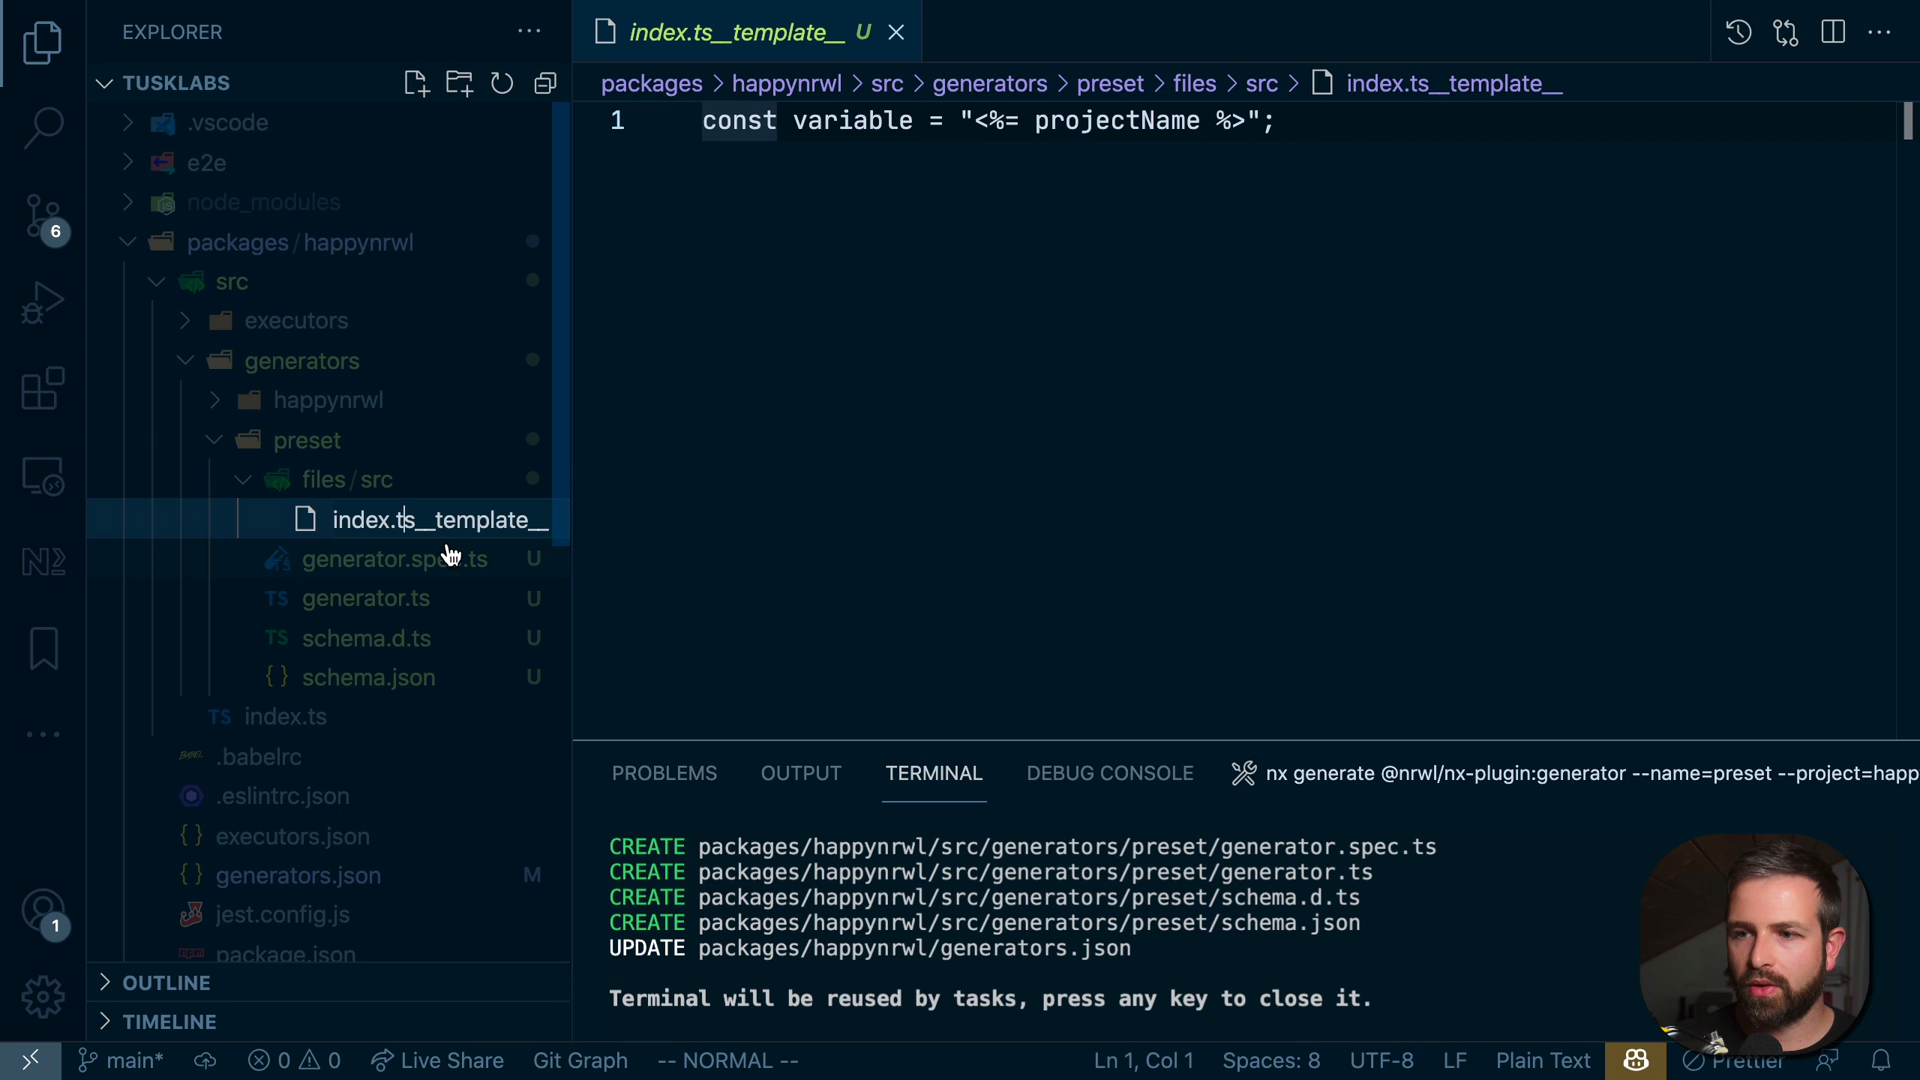 EXPLORER
TUSKLABS
.vscode
e2e
node_modules
packages / happynrwl
src
executors
generators
happynrwl
preset
files / src
index.ts__template__
generator.spec.ts U
generator.ts U
schema.d.ts U
schema.json U
index.ts
.babelrc
.eslintrc.json
executors.json
generators.json M
jest.config.js
package.json
OUTLINE
TIMELINE
6
1
index.ts__template__ U
packages > happynrwl > src > generators > preset > files > src > index.ts__template__
1 const variable = "<%= projectName %>";
PROBLEMS OUTPUT TERMINAL DEBUG CONSOLE nx generate @nrwl/nx-plugin:generator --name=preset --project=happ
CREATE packages/happynrwl/src/generators/preset/generator.spec.ts
CREATE packages/happynrwl/src/generators/preset/generator.ts
CREATE packages/happynrwl/src/generators/preset/schema.d.ts
CREATE packages/happynrwl/src/generators/preset/schema.json
UPDATE packages/happynrwl/generators.json
Terminal will be reused by tasks, press any key to close it.
main* 0 0 Live Share Git Graph -- NORMAL -- Ln 1, Col 1 Spaces: 8 UTF-8 LF Plain Text Prettier